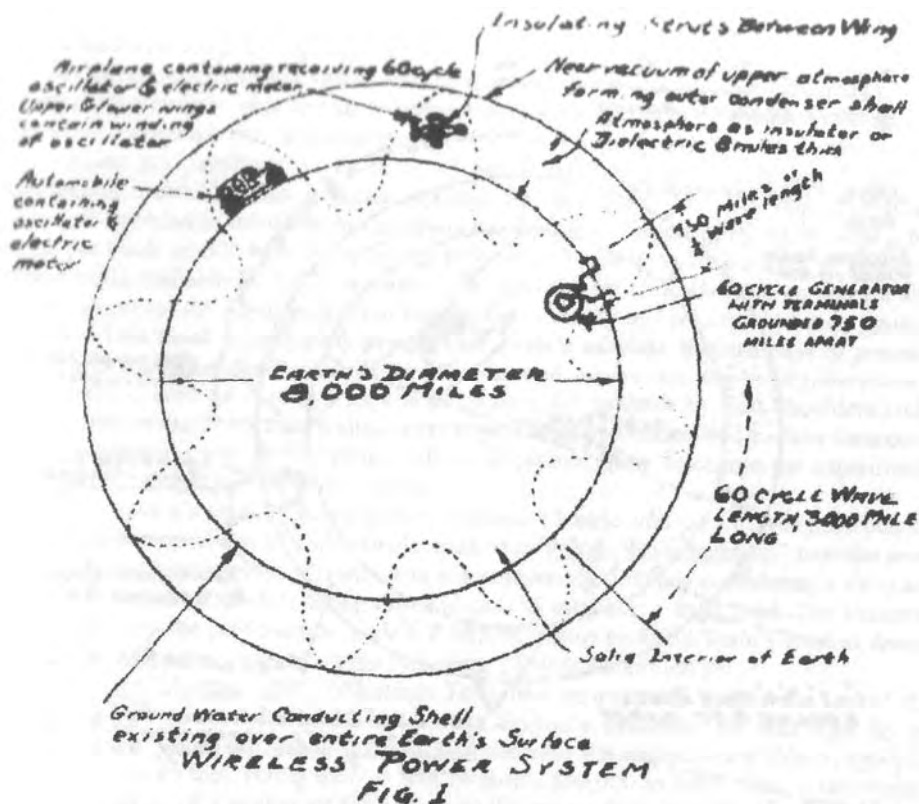 Insulating Struts Between Wing
Airplane containing receiving 60 cycle
oscillator & electric motor
Upper & lower wings
contain winding
of oscillator
Near vacuum of upper atmosphere
forming outer condenser shell
Atmosphere as insulator or
Dielectric miles thick
Automobile
containing
oscillator &
electric
motor
750 Miles or
¼ Wave length
60 CYCLE GENERATOR
WITH TERMINALS
GROUNDED 750
MILES APART
EARTH'S DIAMETER
8,000 MILES
60 CYCLE WAVE
LENGTH, 3000 MILE
LONG
Solid Interior of Earth
Ground Water Conducting Shell
existing over entire Earth's Surface
WIRELESS POWER SYSTEM
FIG. 1